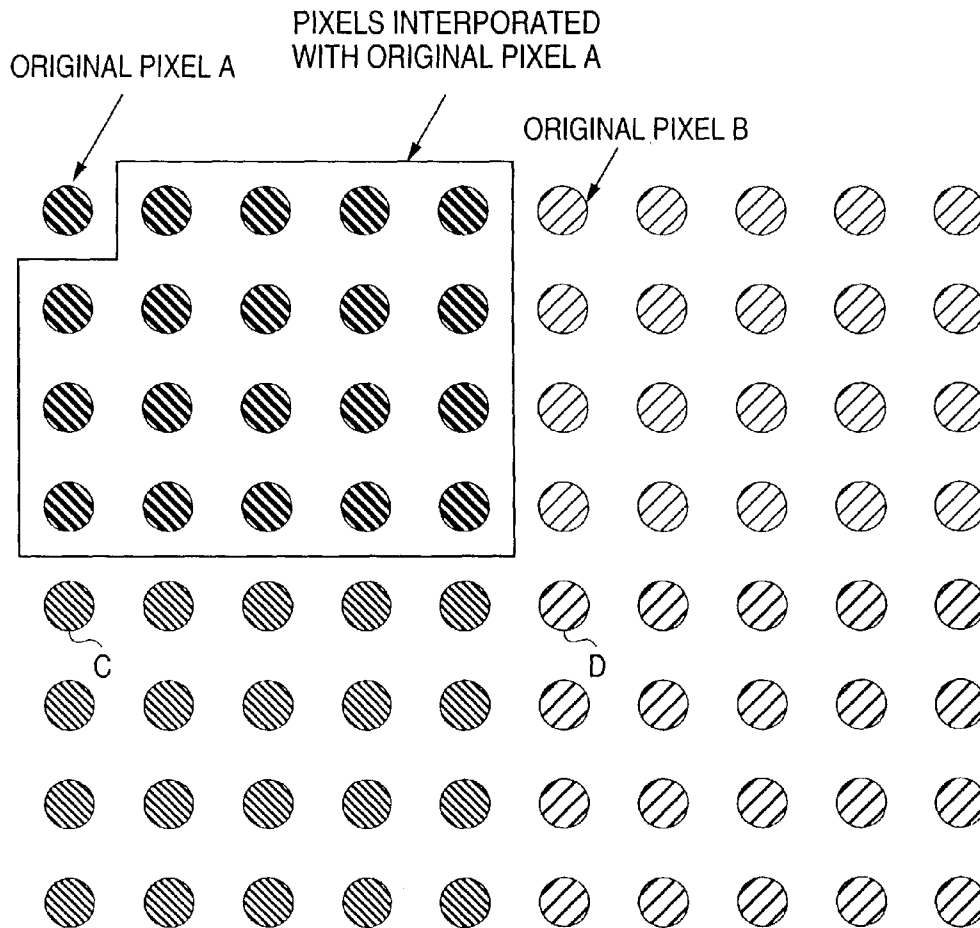 PIXELS INTERPORATED
WITH ORIGINAL PIXEL A
ORIGINAL PIXEL A
ORIGINAL PIXEL B
C
D